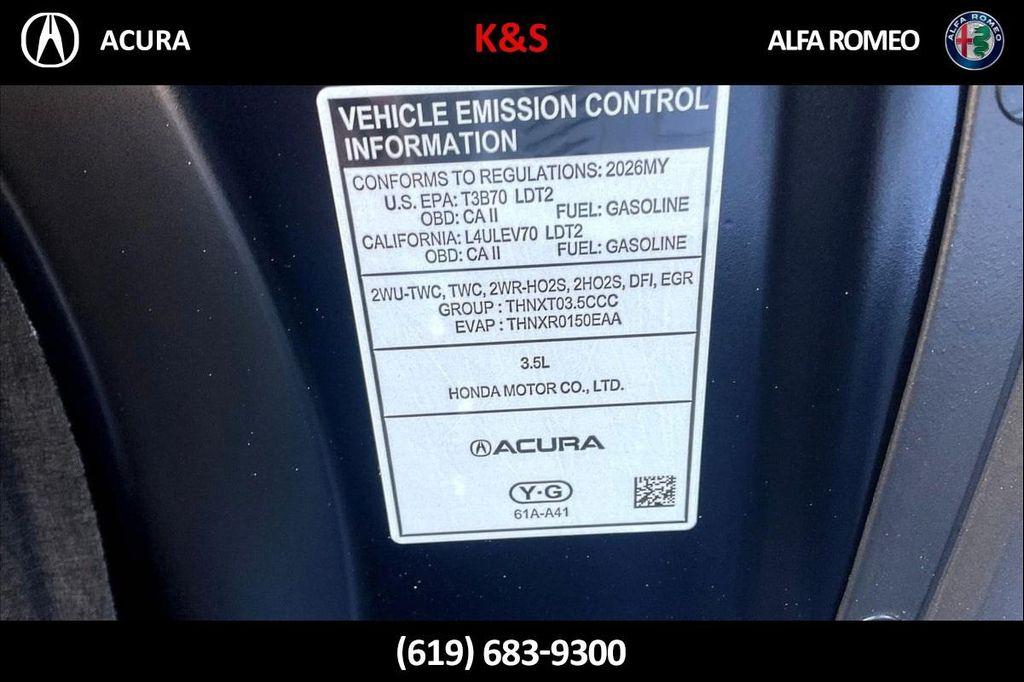 ACURA
K&S
ALFA ROMEO
ALFA ROMEO
VEHICLE EMISSION CONTROL
INFORMATION
CONFORMS TO REGULATIONS: 2026MY
U.S. EPA: T3B70 LDT2
OBD: CA II FUEL: GASOLINE
CALIFORNIA: L4ULEV70 LDT2
OBD: CA II FUEL: GASOLINE
2WU-TWC, TWC, 2WR-HO2S, 2HO2S, DFI, EGR
GROUP : THNXT03.5CCC
EVAP : THNXR0150EAA
3.5L
HONDA MOTOR CO., LTD.
ACURA
Y·G
61A-A41
(619) 683-9300